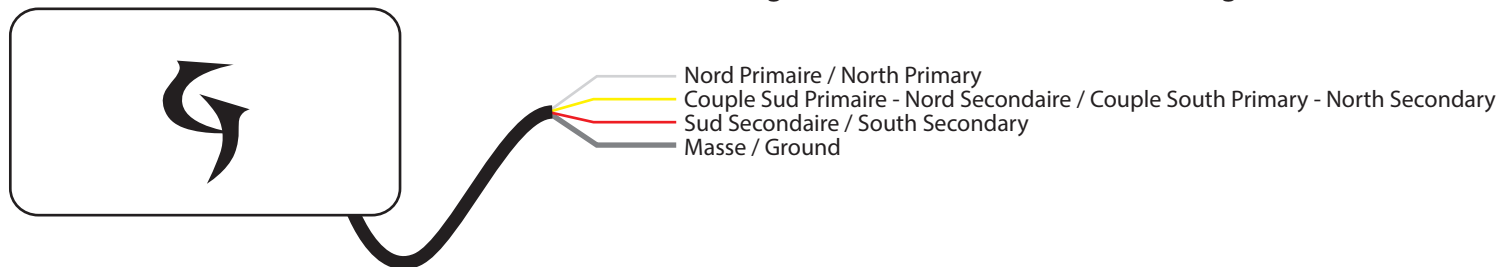 Nord Primaire / North Primary
Couple Sud Primaire - Nord Secondaire / Couple South Primary - North Secondary
Sud Secondaire / South Secondary
Masse / Ground